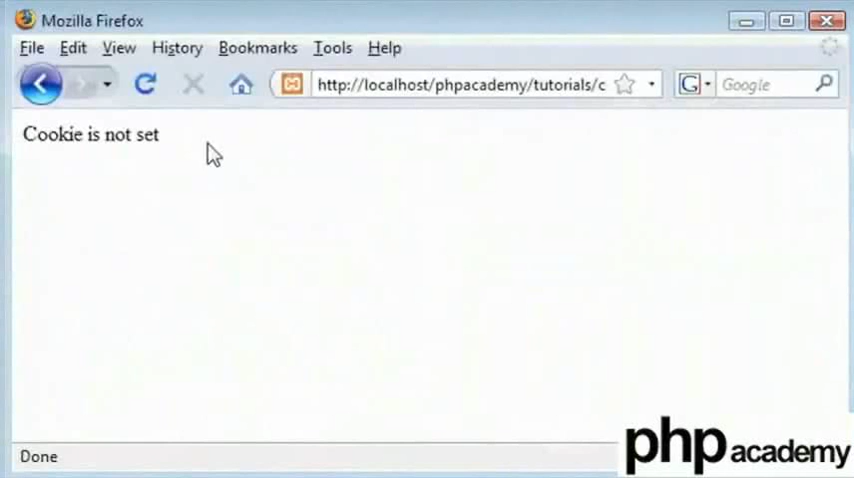 Mozilla Firefox
File Edit View History Bookmarks Tools Help
http://localhost/phpacademy/tutorials/c G Google
Cookie is not set
Done
php academy